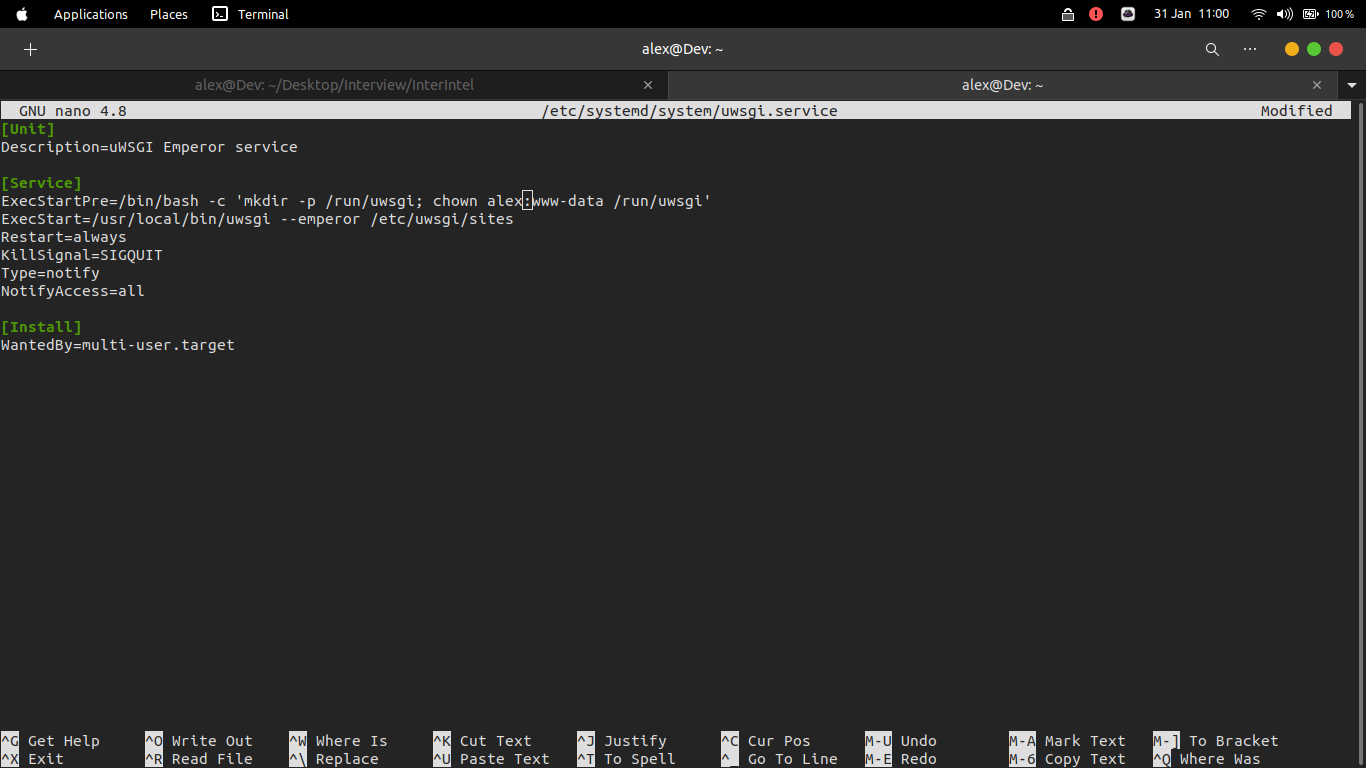 Applications Places Terminal 31 Jan 11:00 100 %
alex@Dev: ~
alex@Dev: ~/Desktop/Interview/InterIntel alex@Dev: ~
GNU nano 4.8 /etc/systemd/system/uwsgi.service Modified
[Unit]
Description=uWSGI Emperor service
[Service]
ExecStartPre=/bin/bash -c 'mkdir -p /run/uwsgi; chown alex:www-data /run/uwsgi'
ExecStart=/usr/local/bin/uwsgi --emperor /etc/uwsgi/sites
Restart=always
KillSignal=SIGQUIT
Type=notify
NotifyAccess=all
[Install]
WantedBy=multi-user.target
^G Get Help ^O Write Out ^W Where Is ^K Cut Text ^J Justify ^C Cur Pos M-U Undo M-A Mark Text M-] To Bracket
^X Exit ^R Read File ^\ Replace ^U Paste Text ^T To Spell ^_ Go To Line M-E Redo M-6 Copy Text ^Q Where Was